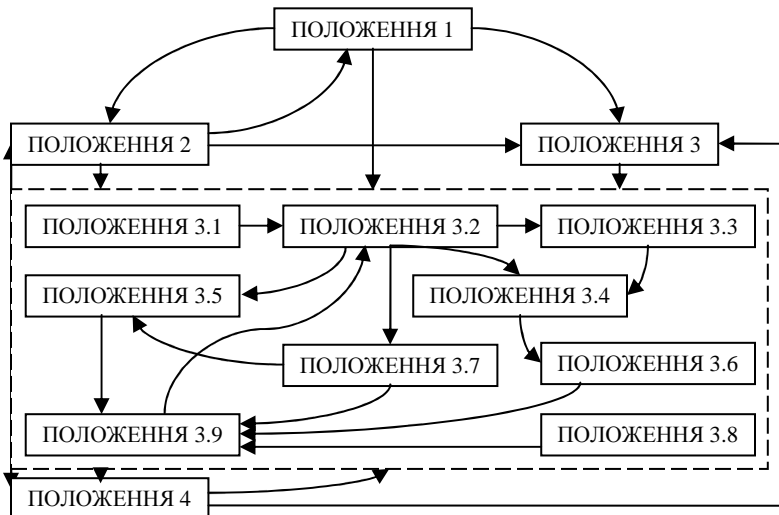 ПОЛОЖЕННЯ 1
ПОЛОЖЕННЯ 2
ПОЛОЖЕННЯ 3
ПОЛОЖЕННЯ 3.1
ПОЛОЖЕННЯ 3.2
ПОЛОЖЕННЯ 3.3
ПОЛОЖЕННЯ 3.5
ПОЛОЖЕННЯ 3.4
ПОЛОЖЕННЯ 3.7
ПОЛОЖЕННЯ 3.6
ПОЛОЖЕННЯ 3.9
ПОЛОЖЕННЯ 3.8
ПОЛОЖЕННЯ 4